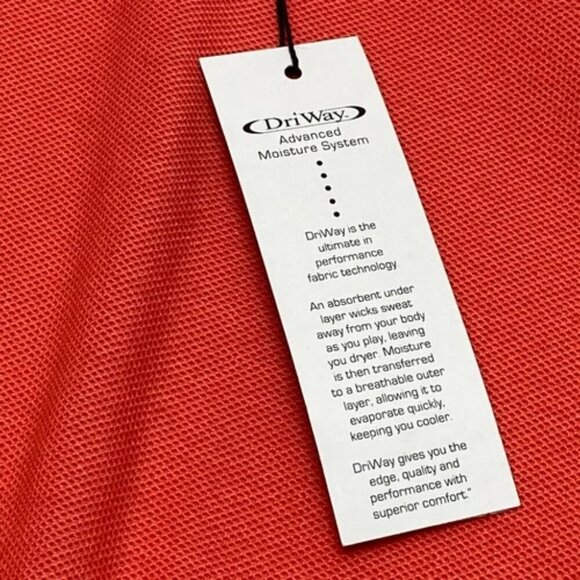 DriWay™
Advanced
Moisture System
DriWay is the
ultimate in
performance
fabric technology
An absorbent under
layer wicks sweat
away from your body
as you play, leaving
you dryer. Moisture
is then transferred
to a breathable outer
layer, allowing it to
evaporate quickly,
keeping you cooler.
DriWay gives you the
edge, quality and
performance with
superior comfort."